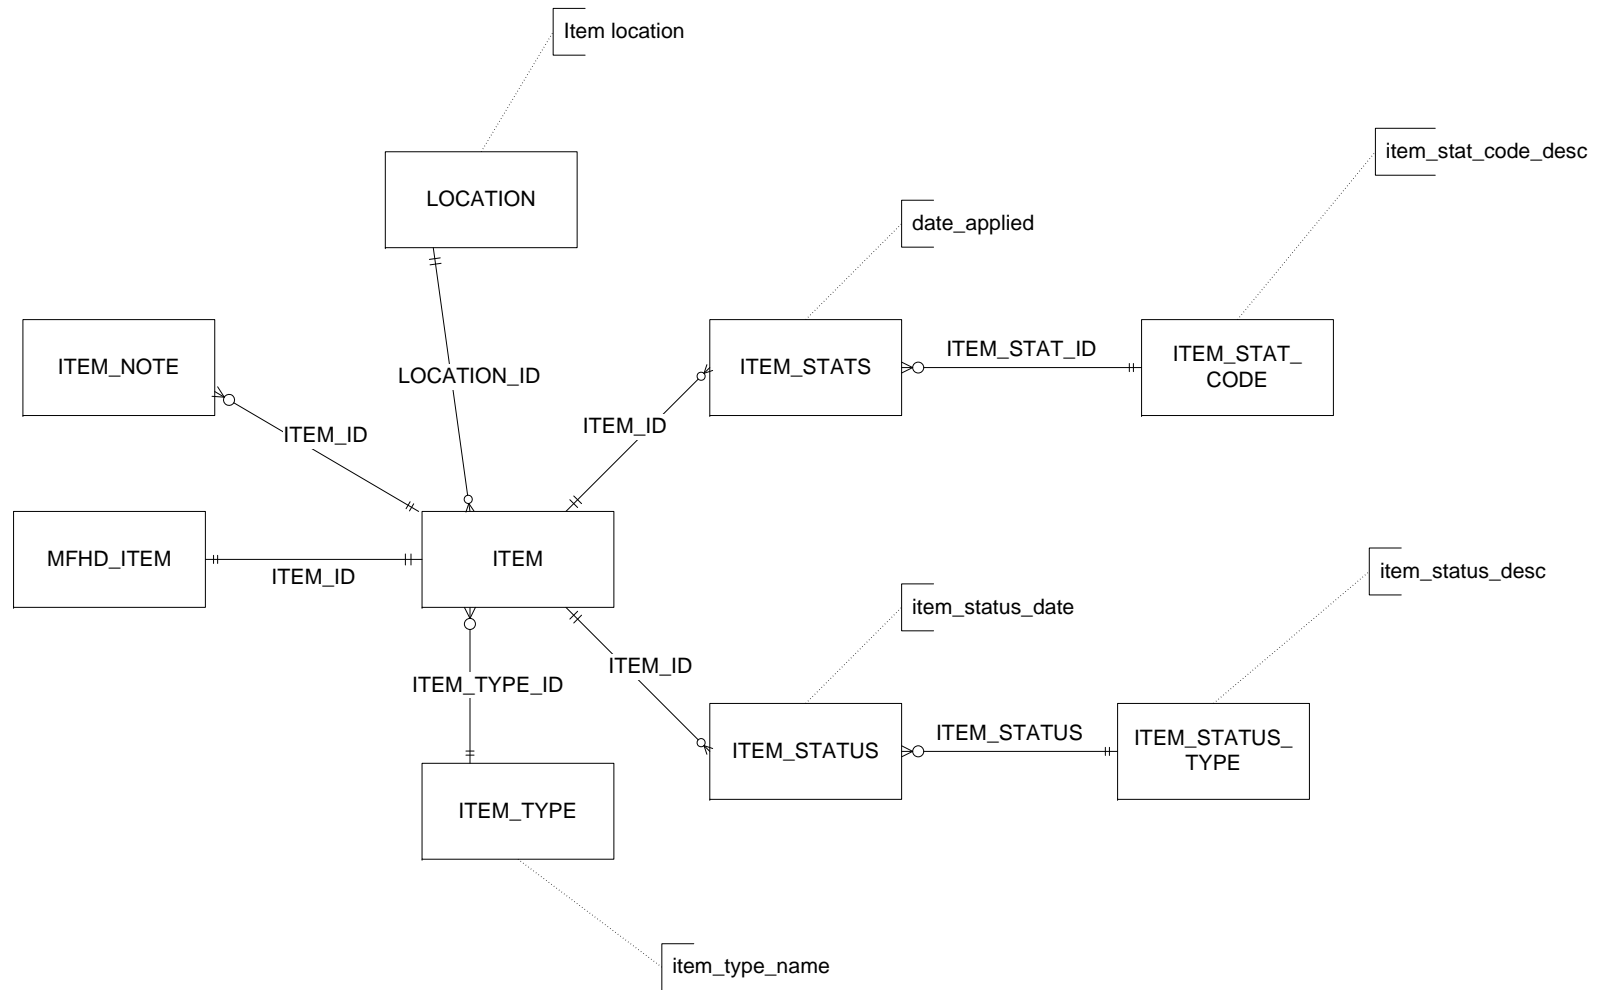 Item location
item_stat_code_desc
LOCATION
date_applied
ITEM_NOTE
LOCATION_ID
ITEM_STATS
ITEM_STAT_ID
ITEM_STAT_
CODE
ITEM_ID
ITEM_ID
MFHD_ITEM
ITEM_ID
ITEM
item_status_desc
item_status_date
ITEM_ID
ITEM_TYPE_ID
ITEM_STATUS
ITEM_STATUS
ITEM_STATUS_
TYPE
ITEM_TYPE
item_type_name